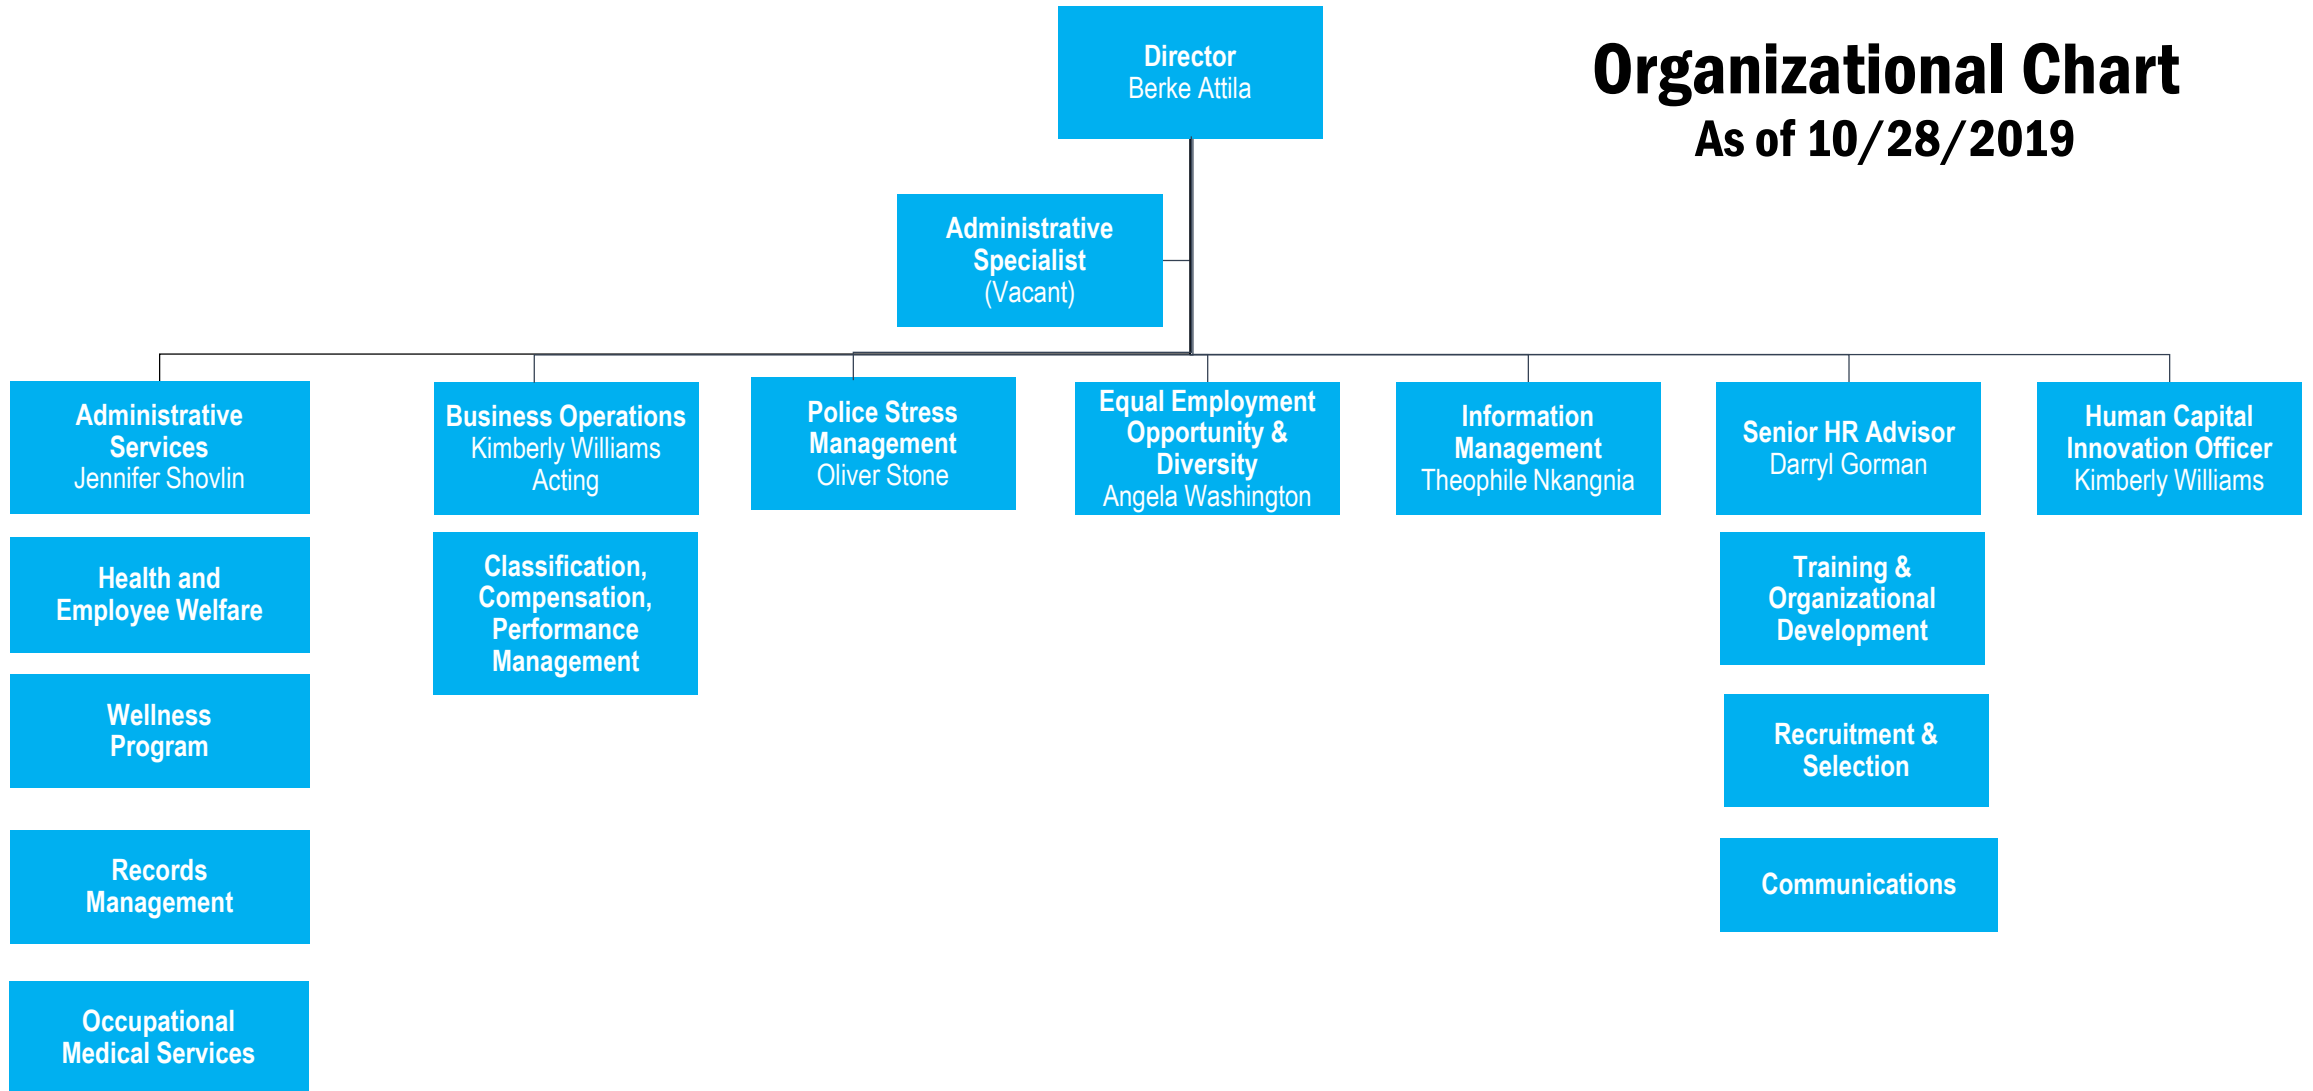 Director
Berke Attila
Organizational Chart
As of 10/28/2019
Administrative
Specialist
(Vacant)
Administrative
Services
Jennifer Shovlin
Business Operations
Kimberly Williams
Acting
Police Stress
Management
Oliver Stone
Equal Employment
Opportunity &
Diversity
Angela Washington
Information
Management
Theophile Nkangnia
Senior HR Advisor
Darryl Gorman
Human Capital
Innovation Officer
Kimberly Williams
Health and
Employee Welfare
Classification,
Compensation,
Performance
Management
Training &
Organizational
Development
Wellness
Program
Recruitment &
Selection
Records
Management
Communications
Occupational
Medical Services